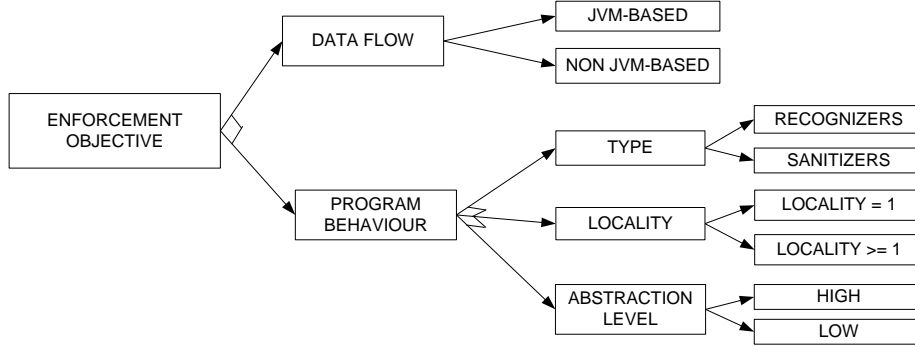 ENFORCEMENT
OBJECTIVE
DATA FLOW
JVM-BASED
NON JVM-BASED
PROGRAM
BEHAVIOUR
TYPE
RECOGNIZERS
SANITIZERS
LOCALITY
LOCALITY = 1
LOCALITY >= 1
ABSTRACTION
LEVEL
HIGH
LOW